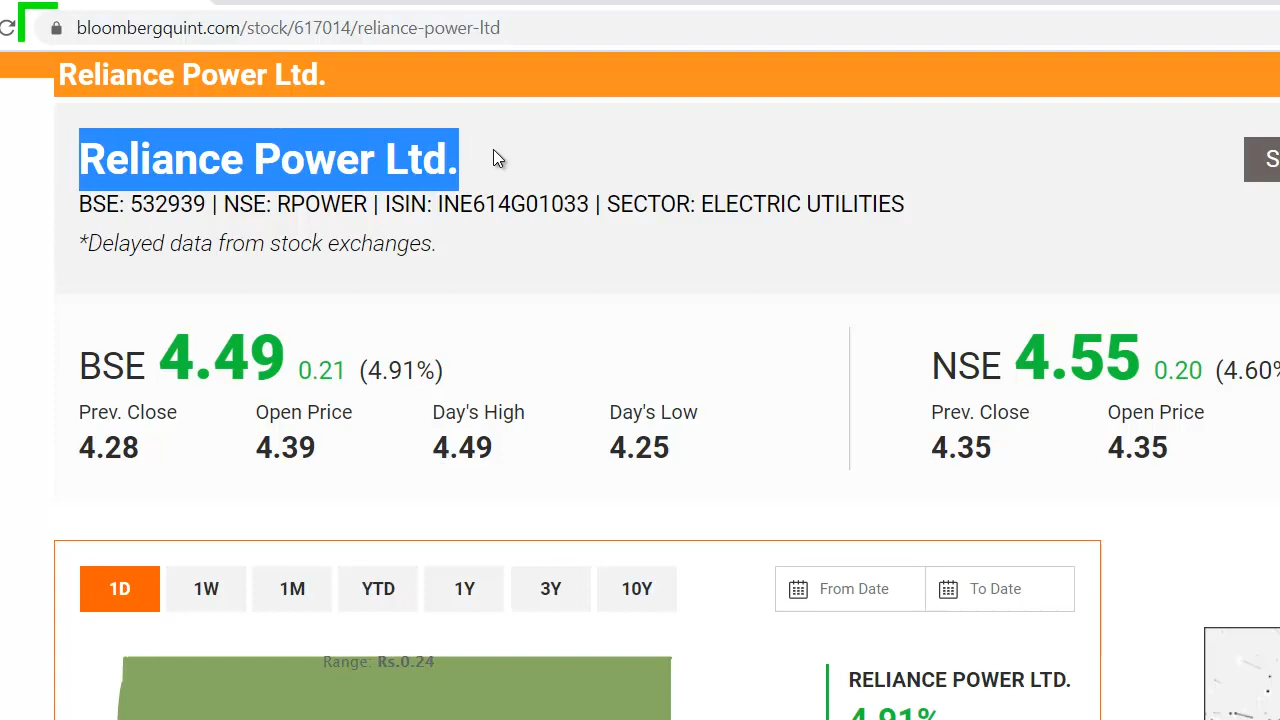 bloombergquint.com/stock/617014/reliance-power-ltd
Reliance Power Ltd.
Reliance Power Ltd.
S
BSE: 532939 | NSE: RPOWER | ISIN: INE614G01033 | SECTOR: ELECTRIC UTILITIES
*Delayed data from stock exchanges.
BSE 4.49 0.21 (4.91%)
Prev. Close Open Price Day's High Day's Low
4.28 4.39 4.49 4.25
NSE 4.55 0.20 (4.60%
Prev. Close Open Price
4.35 4.35
1D 1W 1M YTD 1Y 3Y 10Y
From Date To Date
Range: Rs.0.24
RELIANCE POWER LTD.
4.91%